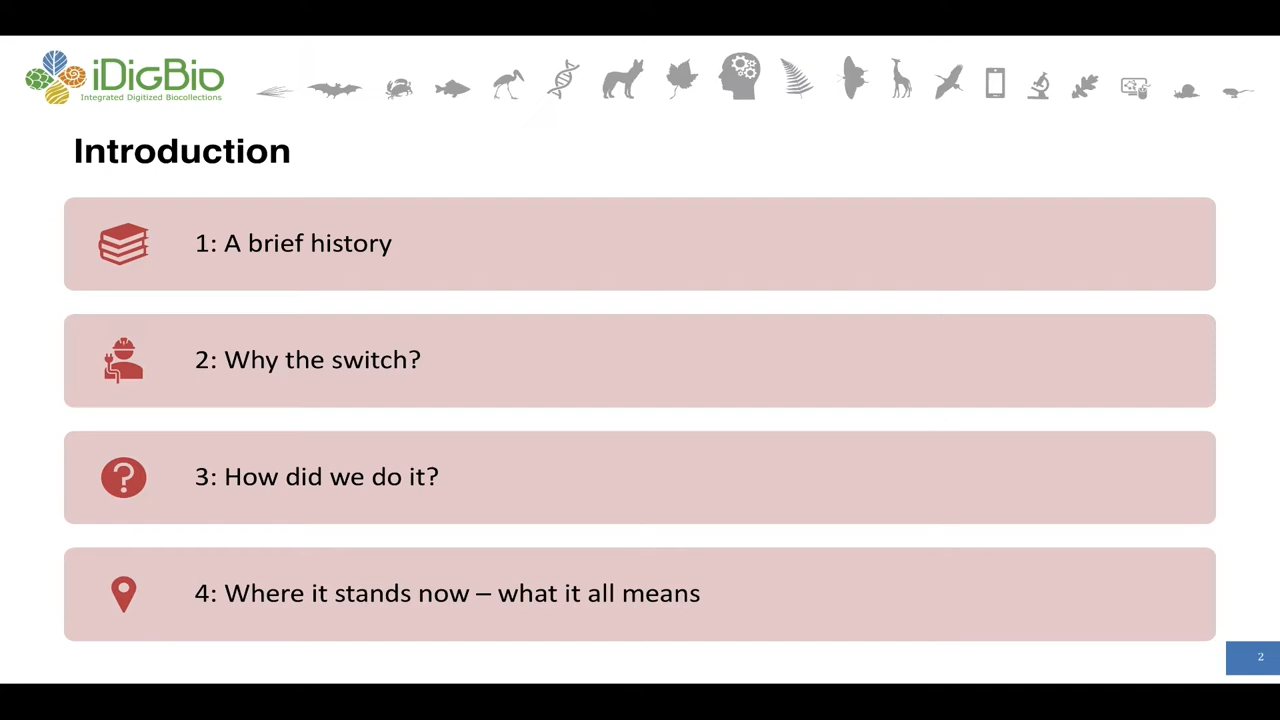 iDigBio
Integrated Digitized Biocollections
Introduction
1: A brief history
2: Why the switch?
3: How did we do it?
4: Where it stands now – what it all means
2